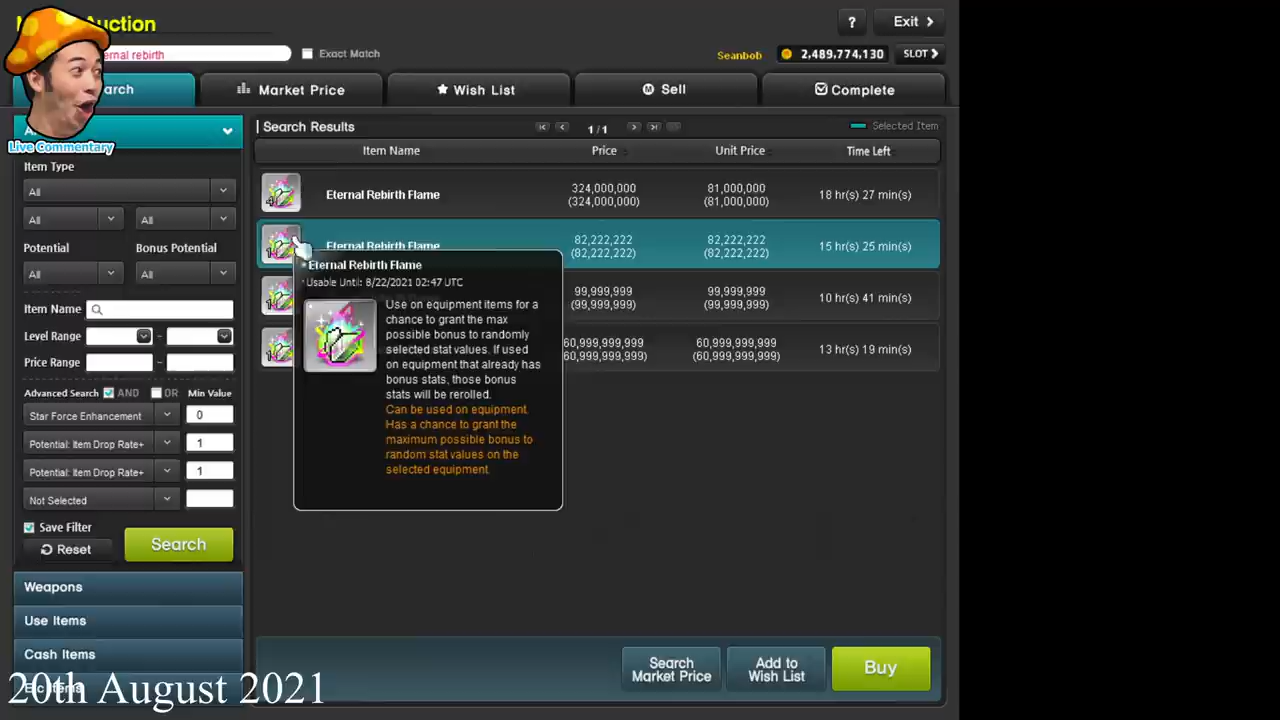 Auction
?
Exit >
ernal rebirth
Exact Match
Seanbob
2,489,774,130
SLOT >
arch
Market Price
Wish List
Sell
Complete
Live Commentary
Search Results
1 / 1
Selected Item
Item Name
Price
Unit Price
Time Left
Item Type
All
All
All
Potential
Bonus Potential
All
All
Item Name
Level Range
~
Price Range
~
Advanced Search
AND
OR
Min Value
Star Force Enhancement
0
Potential: Item Drop Rate+
1
Potential: Item Drop Rate+
1
Not Selected
Save Filter
Reset
Search
Weapons
Use Items
Cash Items
20th August 2021
4
Eternal Rebirth Flame
324,000,000
(324,000,000)
81,000,000
(81,000,000)
18 hr(s) 27 min(s)
1
Eternal Rebirth Flame
82,222,222
(82,222,222)
82,222,222
(82,222,222)
15 hr(s) 25 min(s)
1
99,999,999
(99,999,999)
99,999,999
(99,999,999)
10 hr(s) 41 min(s)
1
60,999,999,999
60,999,999,999)
60,999,999,999
(60,999,999,999)
13 hr(s) 19 min(s)
Eternal Rebirth Flame
Usable Until: 8/22/2021 02:47 UTC
Use on equipment items for a
chance to grant the max
possible bonus to randomly
selected stat values. If used
on equipment that already has
bonus stats, those bonus
stats will be rerolled.
Can be used on equipment.
Has a chance to grant the
maximum possible bonus to
random stat values on the
selected equipment.
Search
Market Price
Add to
Wish List
Buy